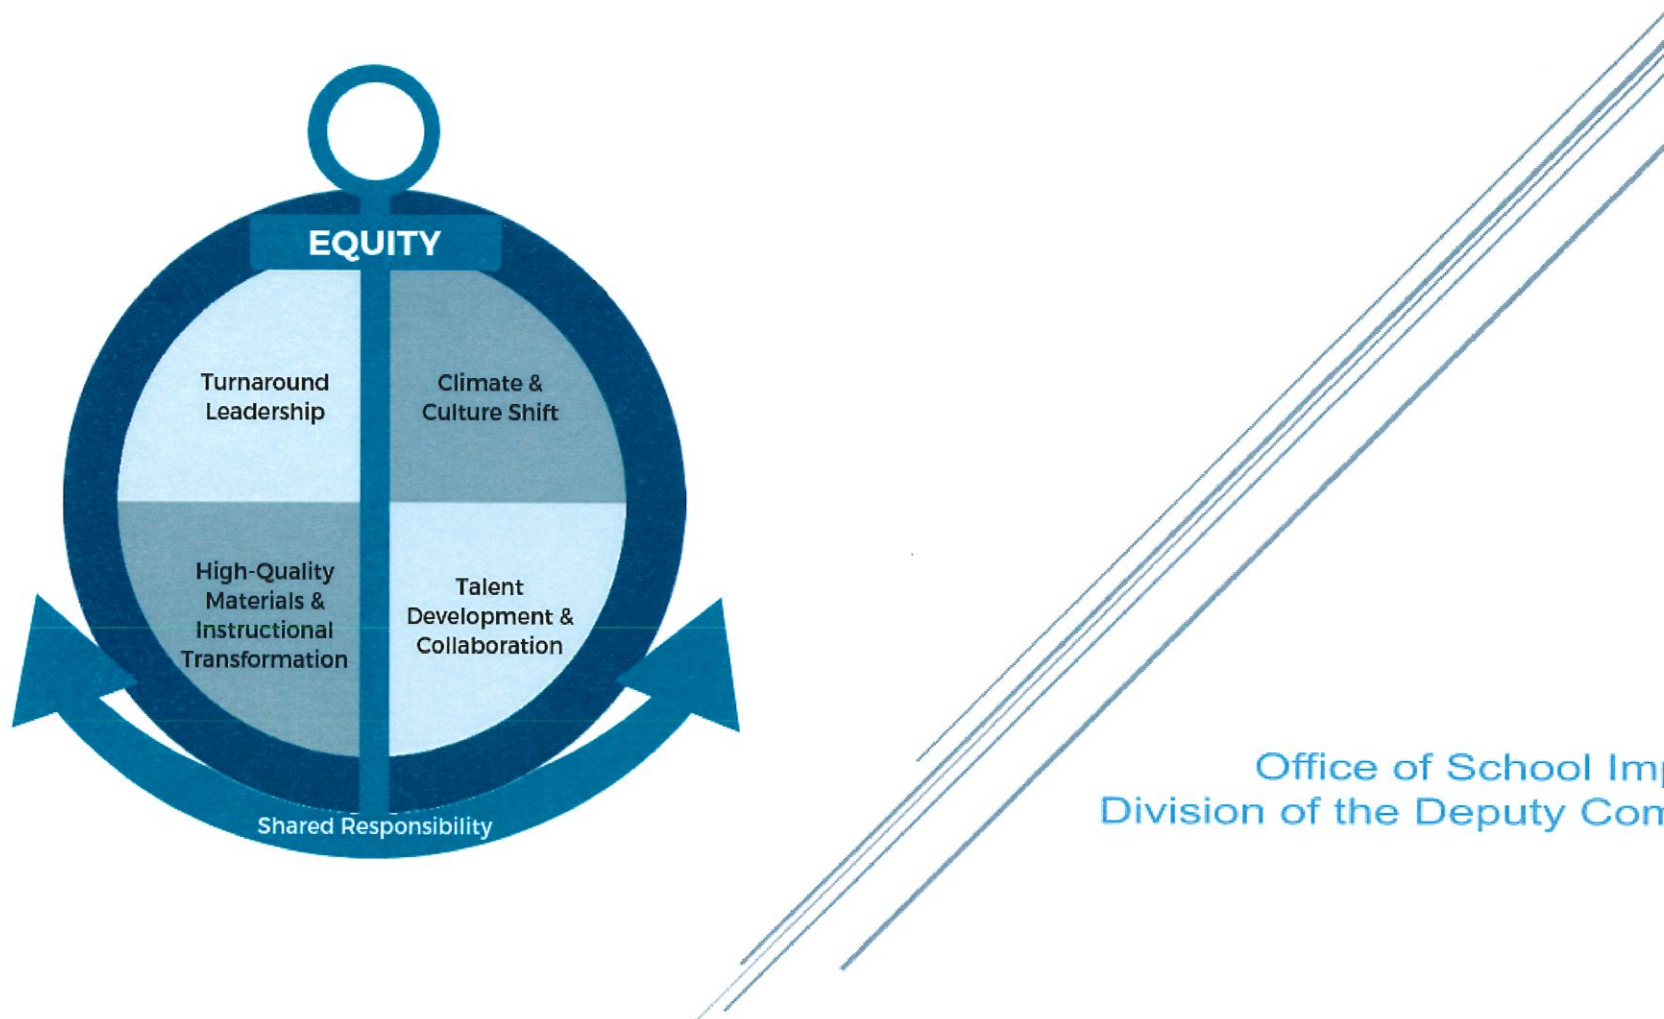 EQUITY
Turnaround
Leadership
Climate &
Culture Shift
High-Quality
Materials &
Instructional
Transformation
Talent
Development &
Collaboration
Shared Responsibility
Office of School
Division of the Deputy